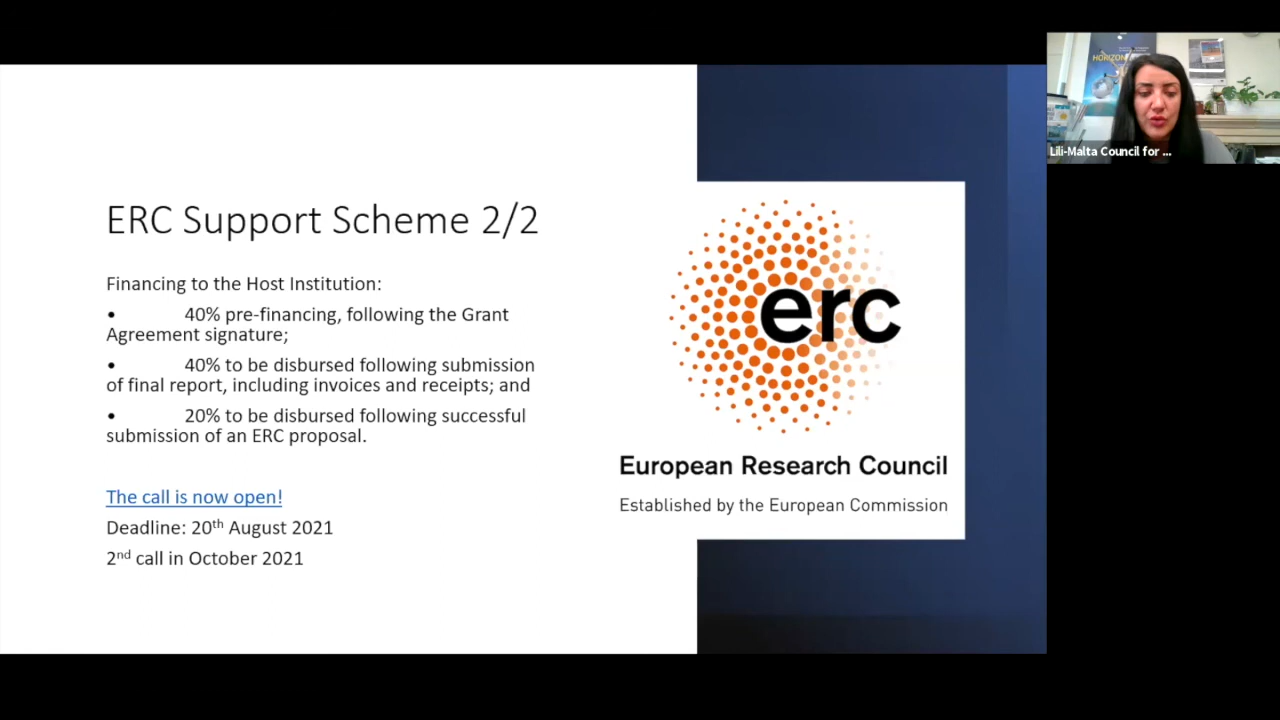 ERC Support Scheme 2/2
Financing to the Host Institution:
• 40% pre-financing, following the Grant
Agreement signature;
• 40% to be disbursed following submission
of final report, including invoices and receipts; and
• 20% to be disbursed following successful
submission of an ERC proposal.
The call is now open!
Deadline: 20th August 2021
2nd call in October 2021
erc
European Research Council
Established by the European Commission
HORIZON
Lili-Malta Council for ...